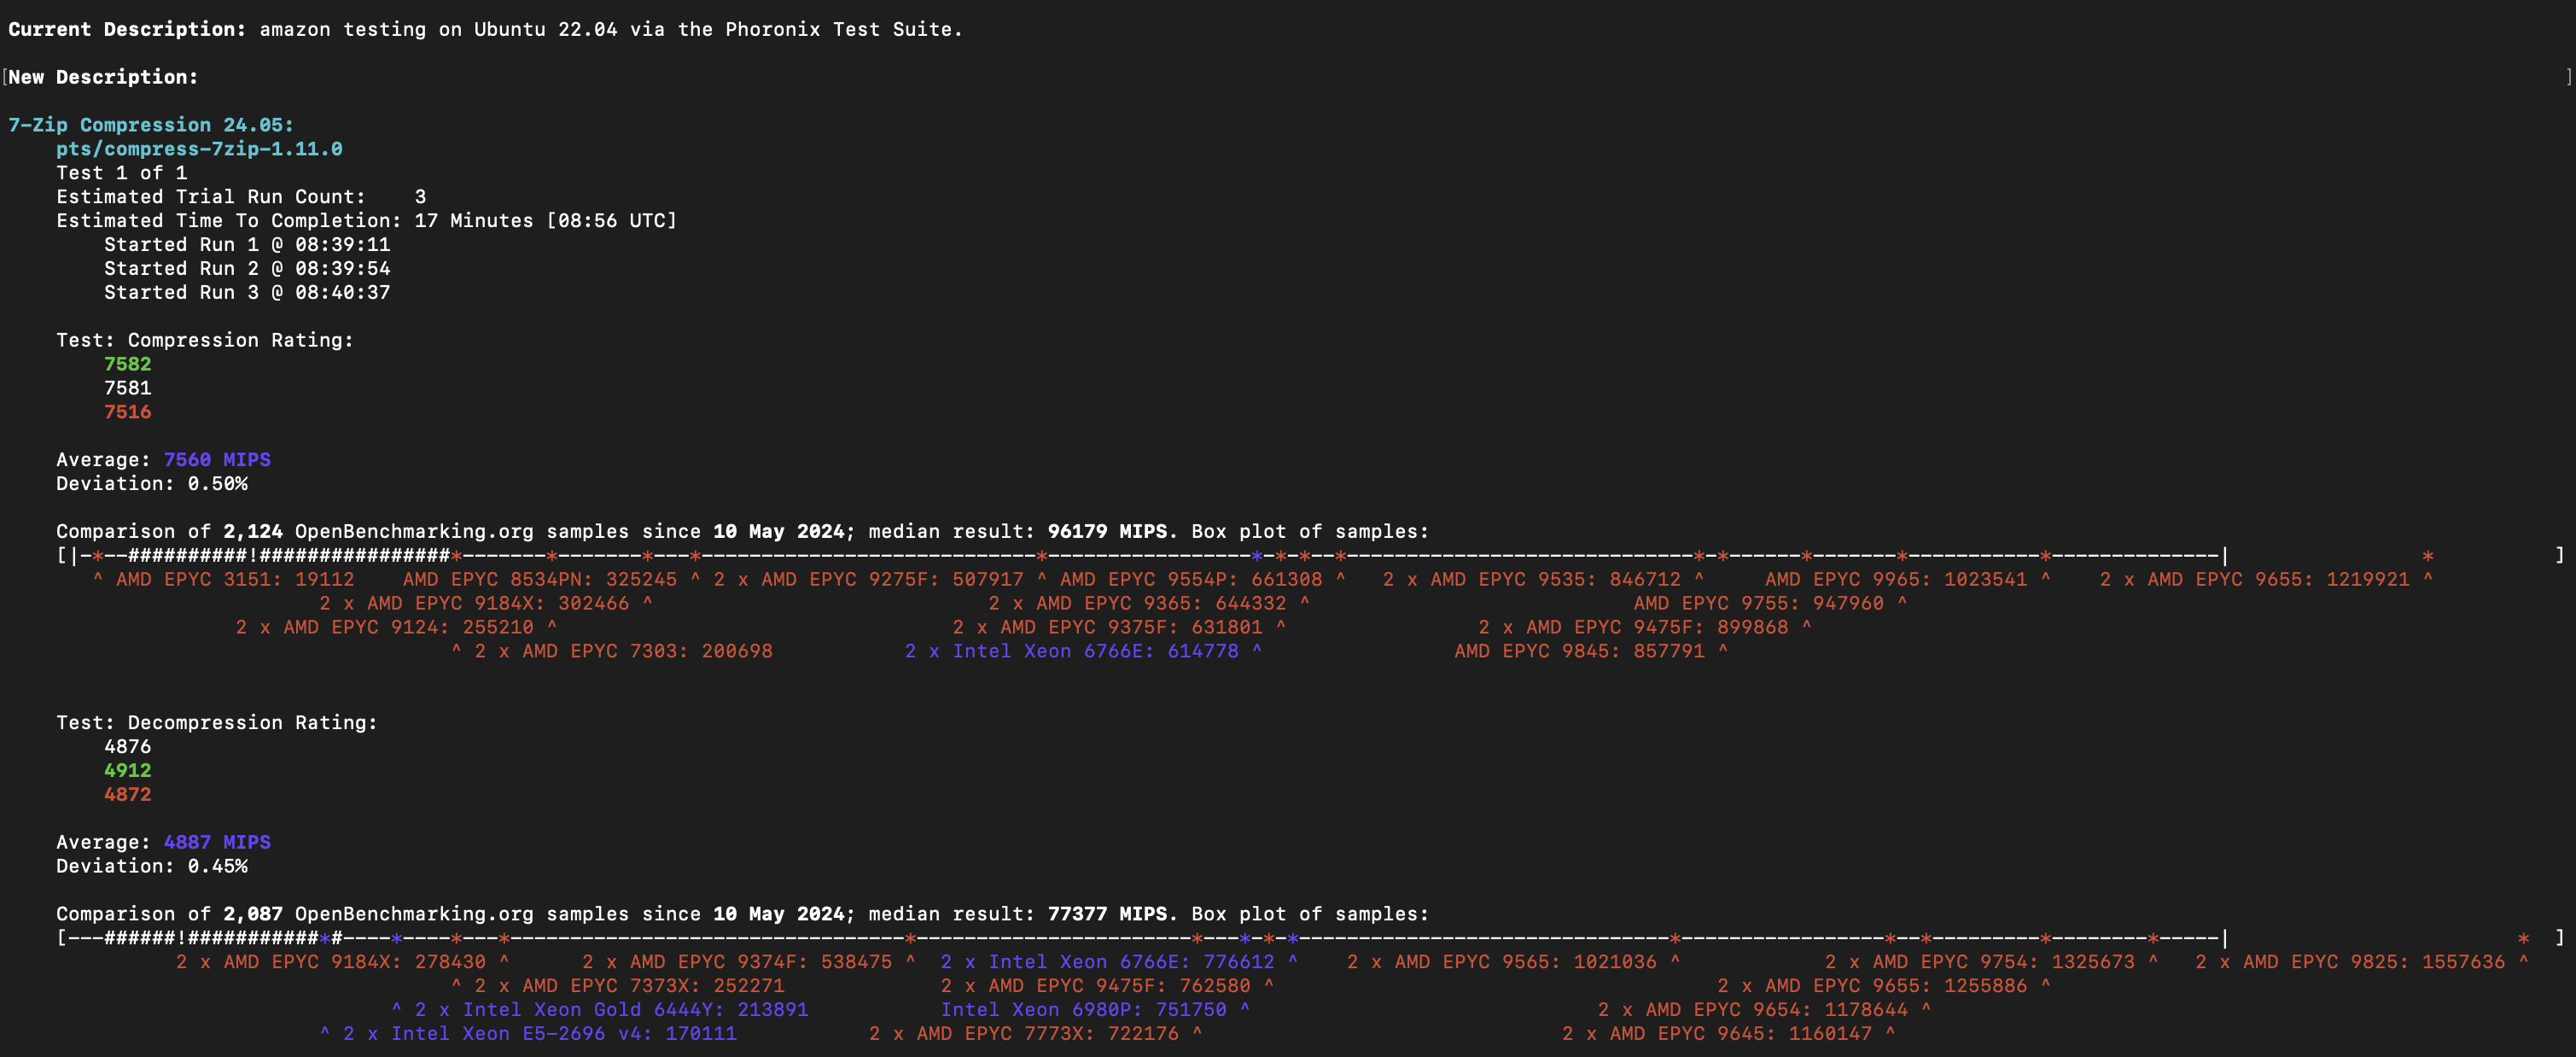 Current Description: amazon testing on Ubuntu 22.04 via the Phoronix Test Suite.
[New Description: ]
7-Zip Compression 24.05:
pts/compress-7zip-1.11.0
Test 1 of 1
Estimated Trial Run Count:    3
Estimated Time To Completion: 17 Minutes [08:56 UTC]
Started Run 1 @ 08:39:11
Started Run 2 @ 08:39:54
Started Run 3 @ 08:40:37
Test: Compression Rating:
7582
7581
7516
Average: 7560 MIPS
Deviation: 0.50%
Comparison of 2,124 OpenBenchmarking.org samples since 10 May 2024; median result: 96179 MIPS. Box plot of samples:
[|-*--##########!################*-------*-------*---*----------------------------*-----------------*-*-*--*-----------------------------*-*------*-------*-----------*--------------|                *          ]
^ AMD EPYC 3151: 19112    AMD EPYC 8534PN: 325245 ^ 2 x AMD EPYC 9275F: 507917 ^ AMD EPYC 9554P: 661308 ^   2 x AMD EPYC 9535: 846712 ^     AMD EPYC 9965: 1023541 ^    2 x AMD EPYC 9655: 1219921 ^
2 x AMD EPYC 9184X: 302466 ^                            2 x AMD EPYC 9365: 644332 ^                           AMD EPYC 9755: 947960 ^
2 x AMD EPYC 9124: 255210 ^                                 2 x AMD EPYC 9375F: 631801 ^                2 x AMD EPYC 9475F: 899868 ^
^ 2 x AMD EPYC 7303: 200698           2 x Intel Xeon 6766E: 614778 ^                AMD EPYC 9845: 857791 ^
Test: Decompression Rating:
4876
4912
4872
Average: 4887 MIPS
Deviation: 0.45%
Comparison of 2,087 OpenBenchmarking.org samples since 10 May 2024; median result: 77377 MIPS. Box plot of samples:
[---######!###########*#----*----*---*---------------------------------*-----------------------*---*-*-*-------------------------------*-----------------*--*---------*--------*-----|                        *  ]
2 x AMD EPYC 9184X: 278430 ^      2 x AMD EPYC 9374F: 538475 ^  2 x Intel Xeon 6766E: 776612 ^    2 x AMD EPYC 9565: 1021036 ^            2 x AMD EPYC 9754: 1325673 ^   2 x AMD EPYC 9825: 1557636 ^
^ 2 x AMD EPYC 7373X: 252271             2 x AMD EPYC 9475F: 762580 ^                                     2 x AMD EPYC 9655: 1255886 ^
^ 2 x Intel Xeon Gold 6444Y: 213891           Intel Xeon 6980P: 751750 ^                             2 x AMD EPYC 9654: 1178644 ^
^ 2 x Intel Xeon E5-2696 v4: 170111           2 x AMD EPYC 7773X: 722176 ^                              2 x AMD EPYC 9645: 1160147 ^